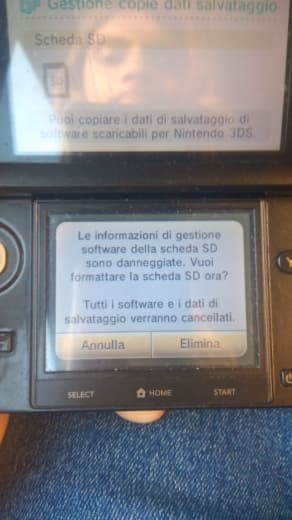 Gestione copie dati salvataggio
Scheda SD
Puoi copiare i dati di salvataggio di
software scaricabili per Nintendo 3DS.
Le informazioni di gestione
software della scheda SD
sono danneggiate. Vuoi
formattare la scheda SD ora?
Tutti i software e i dati di
salvataggio verranno cancellati.
Annulla Elimina
Y
SELECT HOME START